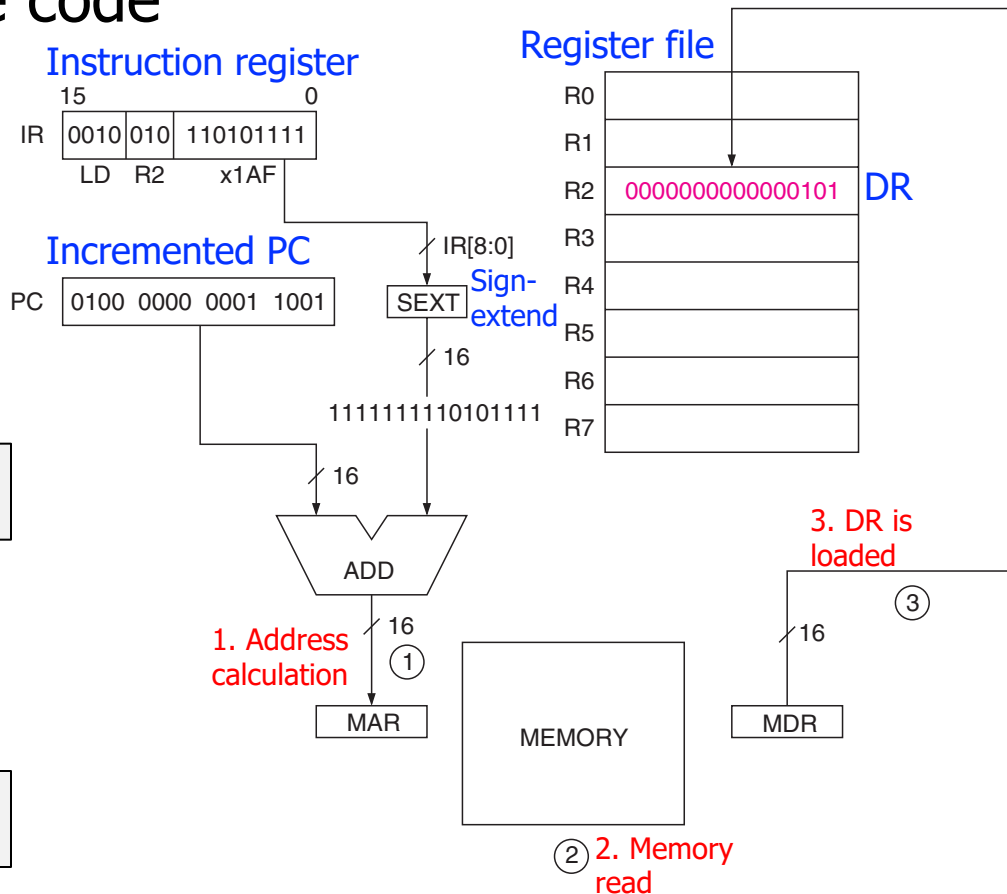 e code
Instruction register
15 0
IR 0010 010 110101111
LD R2 x1AF
IR[8:0]
Incremented PC
PC 0100 0000 0001 1001
SEXT
Sign-
extend
16
1111111110101111
16
ADD
1. Address
calculation
16
1
MAR
MEMORY
2
2. Memory
read
Register file
R0
R1
R2 0000000000000101 DR
R3
R4
R5
R6
R7
3. DR is
loaded
3
16
MDR